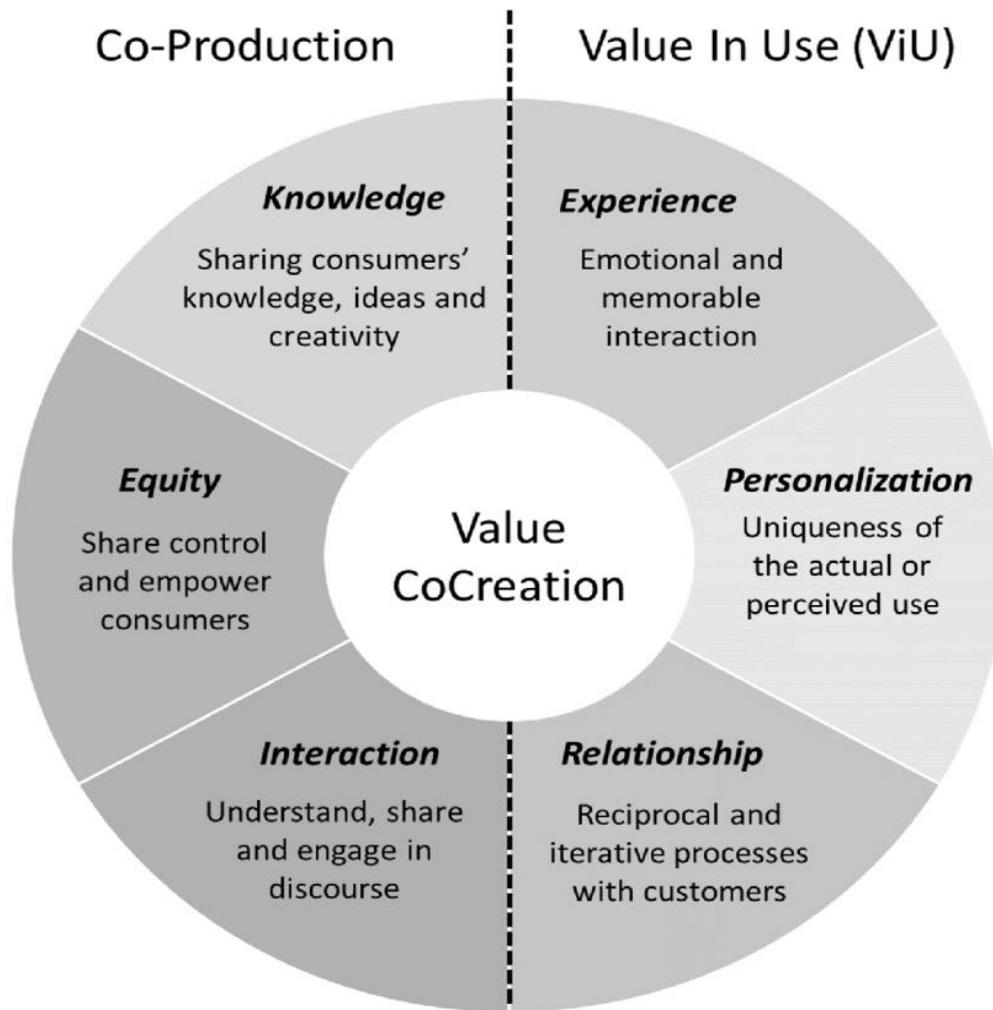 Co-Production
Value In Use (ViU)
Knowledge
Sharing consumers’
knowledge, ideas and
creativity
Experience
Emotional and
memorable
interaction
Equity
Share control
and empower
consumers
Value
CoCreation
Personalization
Uniqueness of
the actual or
perceived use
Interaction
Understand, share
and engage in
discourse
Relationship
Reciprocal and
iterative processes
with customers